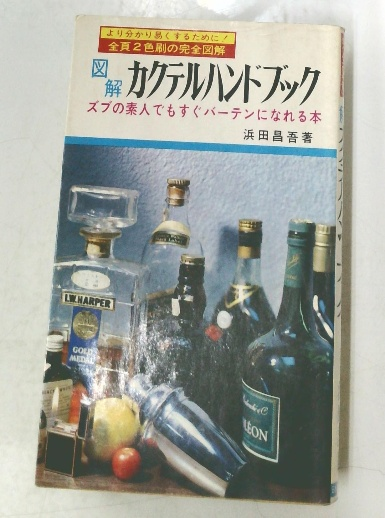 より分かり易くするために!
全頁2色刷の完全図解
図解 カクテルハンドブック
ズブの素人でもすぐバーテンになれる本
浜田昌吾著
I.W.HARPER
GOLD
MEDAL
LÉON